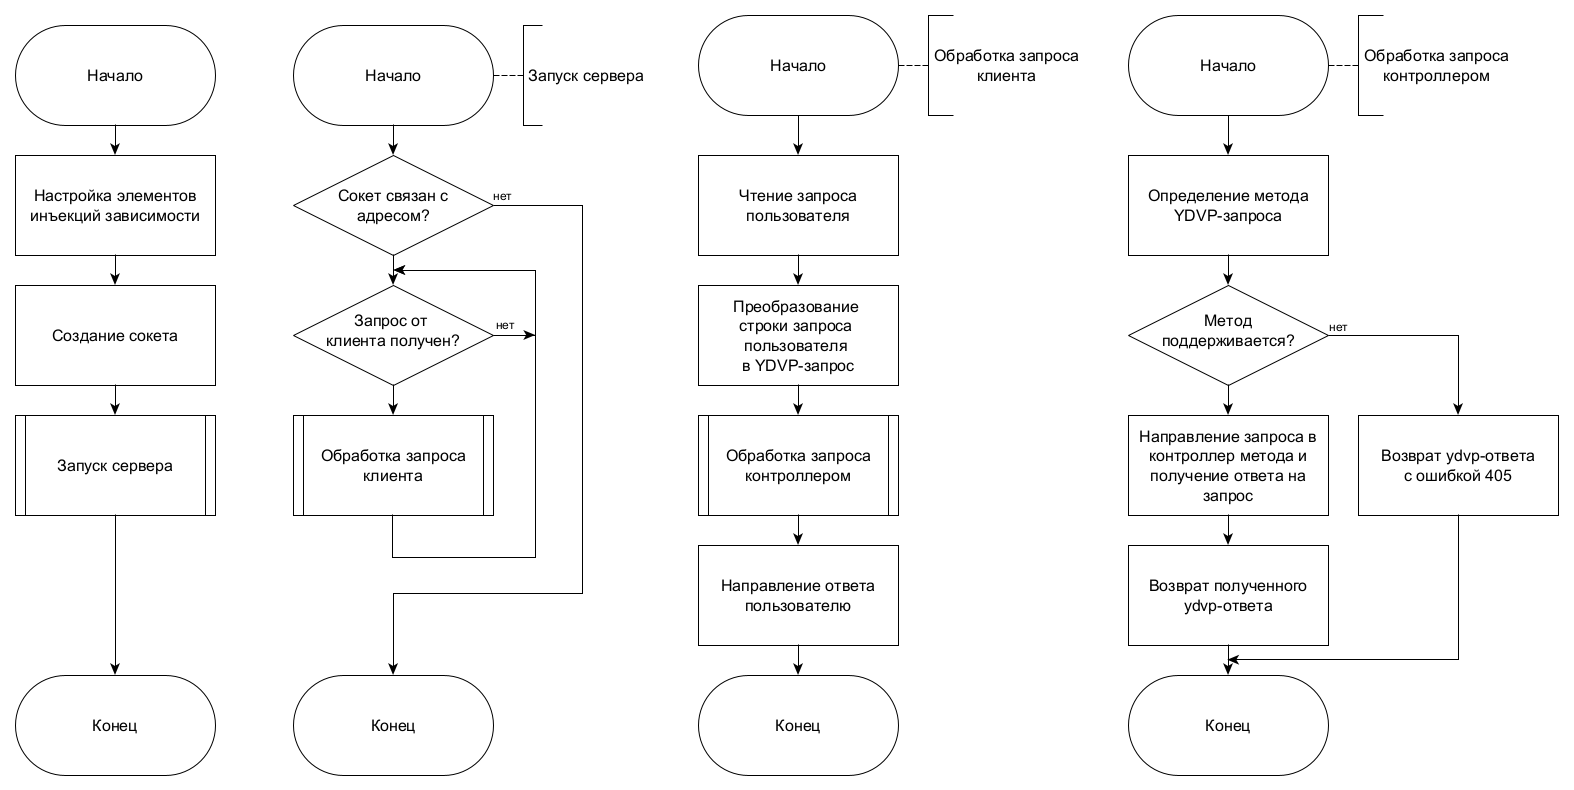 Начало
Настройка элементов
инъекций зависимости
Создание сокета
Запуск сервера
Конец
Начало
Запуск сервера
Сокет связан с
адресом?
нет
Запрос от
клиента получен?
нет
Обработка запроса
клиента
Конец
Начало
Обработка запроса
клиента
Чтение запроса
пользователя
Преобразование
строки запроса
пользователя
в YDVP-запрос
Обработка запроса
контроллером
Направление ответа
пользователю
Конец
Начало
Обработка запроса
контроллером
Определение метода
YDVP-запроса
Метод
поддерживается?
нет
Направление запроса в
контроллер метода и
получение ответа на
запрос
Возврат ydvp-ответа
с ошибкой 405
Возврат полученного
ydvp-ответа
Конец